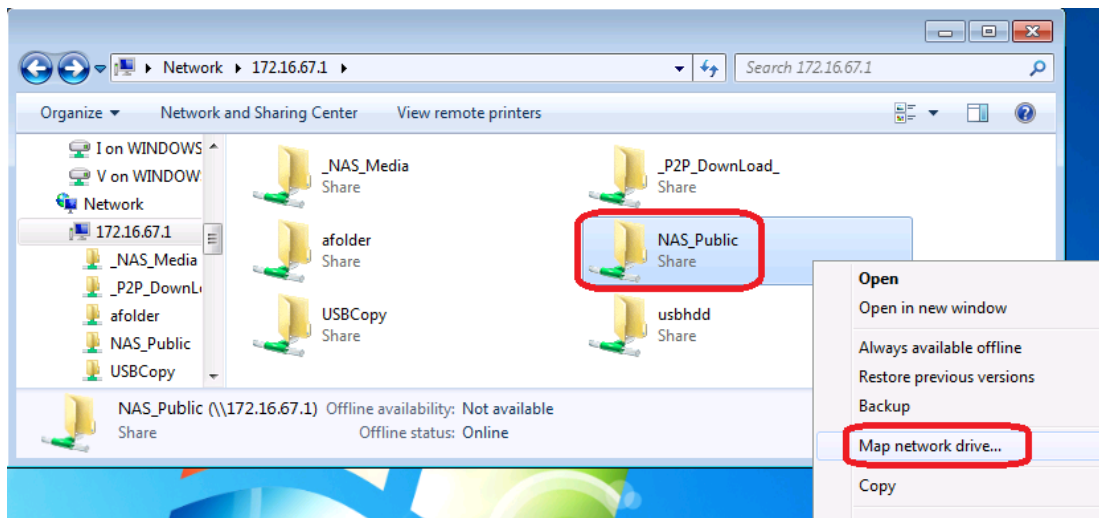 Network 172.16.67.1
Search 172.16.67.1
Organize Network and Sharing Center View remote printers
I on WINDOWS
V on WINDOW
Network
172.16.67.1
_NAS_Media
_P2P_DownL
afolder
NAS_Public
USBCopy
_NAS_Media
Share
_P2P_DownLoad_
Share
afolder
Share
NAS_Public
Share
USBCopy
Share
usbhdd
Share
Open
Open in new window
Always available offline
Restore previous versions
Backup
Map network drive...
Copy
NAS_Public (\\172.16.67.1) Offline availability: Not available
Share Offline status: Online